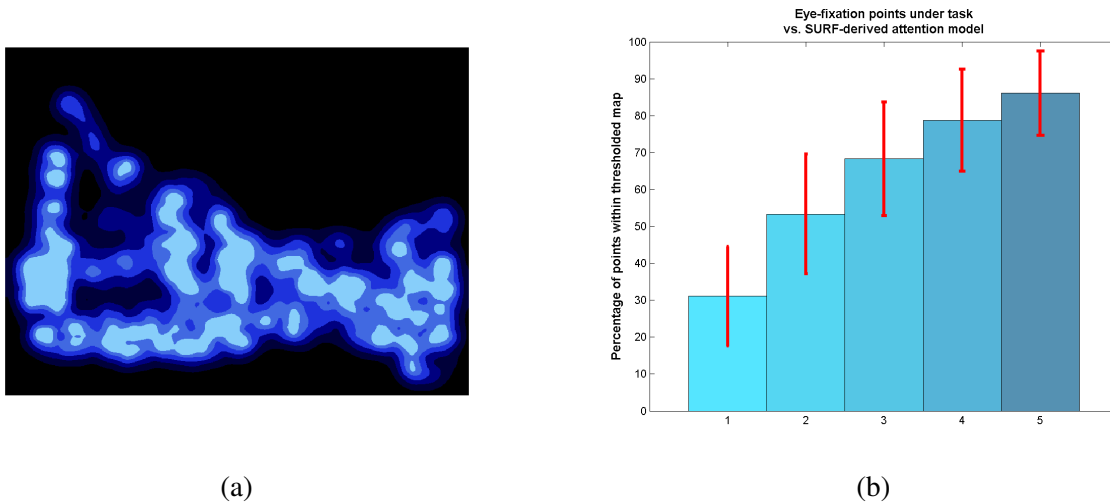 Eye-fixation points under task
vs. SURF-derived attention model
Percentage of points within thresholded map
100
90
80
70
60
50
40
30
20
10
0
1 2 3 4 5
(a) (b)